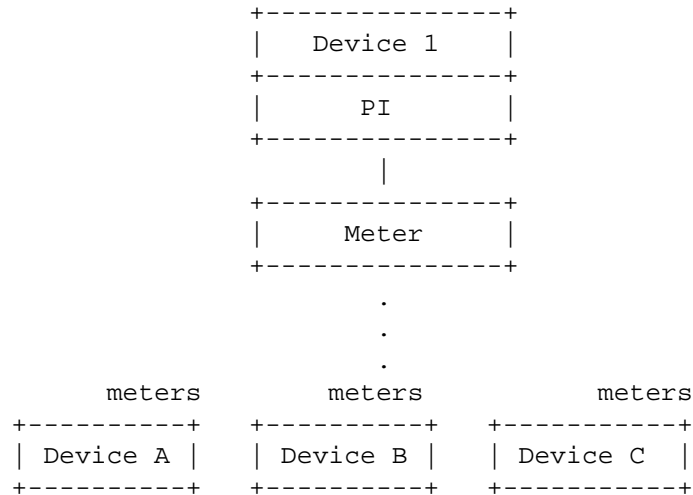 Device 1
PI
Meter
.
.
.
meters meters meters
Device A Device B Device C